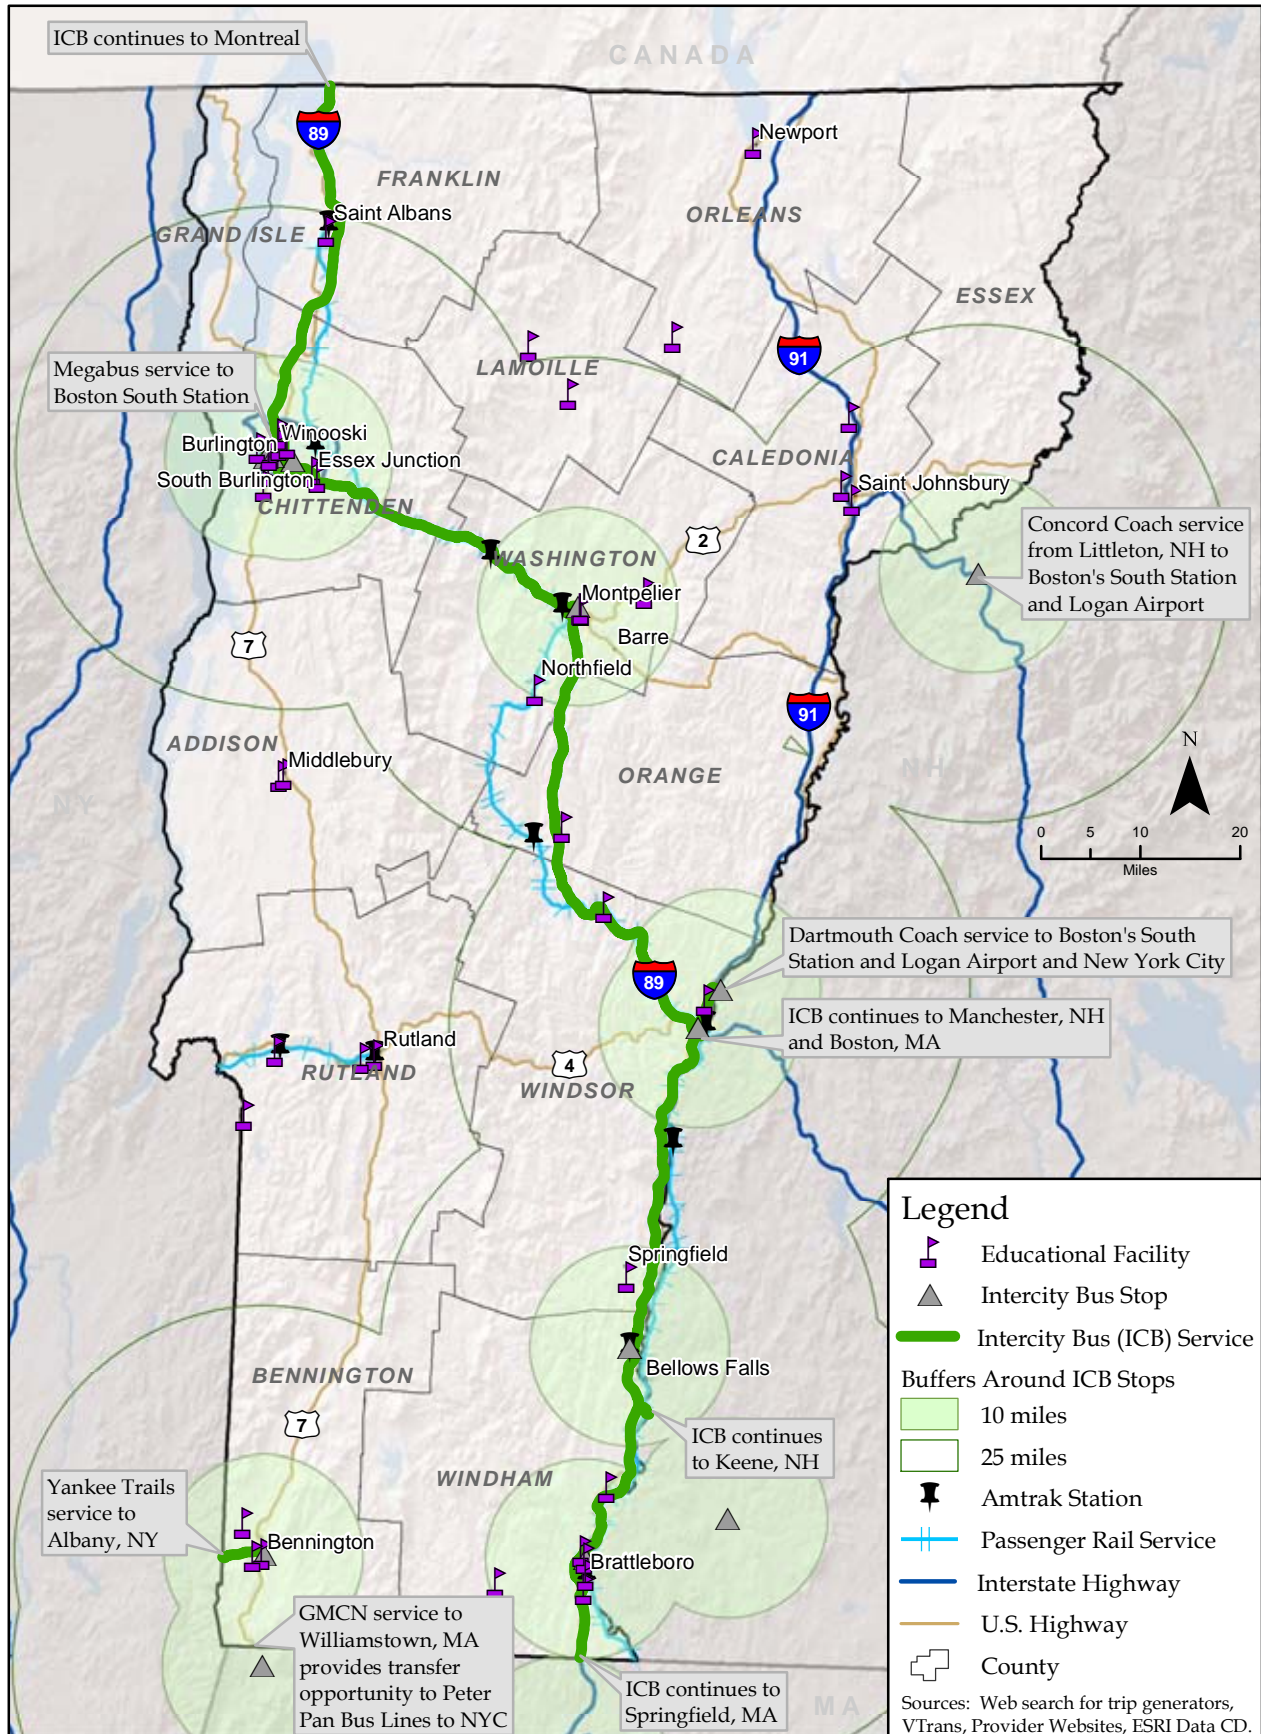 ICB continues to Montreal
CANADA
89
Newport
FRANKLIN
Saint Albans
ORLEANS
GRAND ISLE
ESSEX
91
Megabus service to
Boston South Station
LAMOILLE
Winooski
Burlington
Essex Junction
South Burlington
CHITTENDEN
CALEDONIA
Saint Johnsbury
2
Concord Coach service
from Littleton, NH to
Boston's South Station
and Logan Airport
WASHINGTON
Montpelier
Barre
7
Northfield
91
ADDISON
Middlebury
ORANGE
NY
NH
N
0 5 10 20
Miles
Dartmouth Coach service to Boston's South
Station and Logan Airport and New York City
89
ICB continues to Manchester, NH
and Boston, MA
Rutland
RUTLAND
4
WINDSOR
Springfield
Bellows Falls
BENNINGTON
7
ICB continues
to Keene, NH
WINDHAM
Yankee Trails
service to
Albany, NY
Bennington
Brattleboro
GMCN service to
Williamstown, MA
provides transfer
opportunity to Peter
Pan Bus Lines to NYC
ICB continues to
Springfield, MA
MA
Legend
Educational Facility
Intercity Bus Stop
Intercity Bus (ICB) Service
Buffers Around ICB Stops
10 miles
25 miles
Amtrak Station
Passenger Rail Service
Interstate Highway
U.S. Highway
County
Sources: Web search for trip generators,
VTrans, Provider Websites, ESRI Data CD.